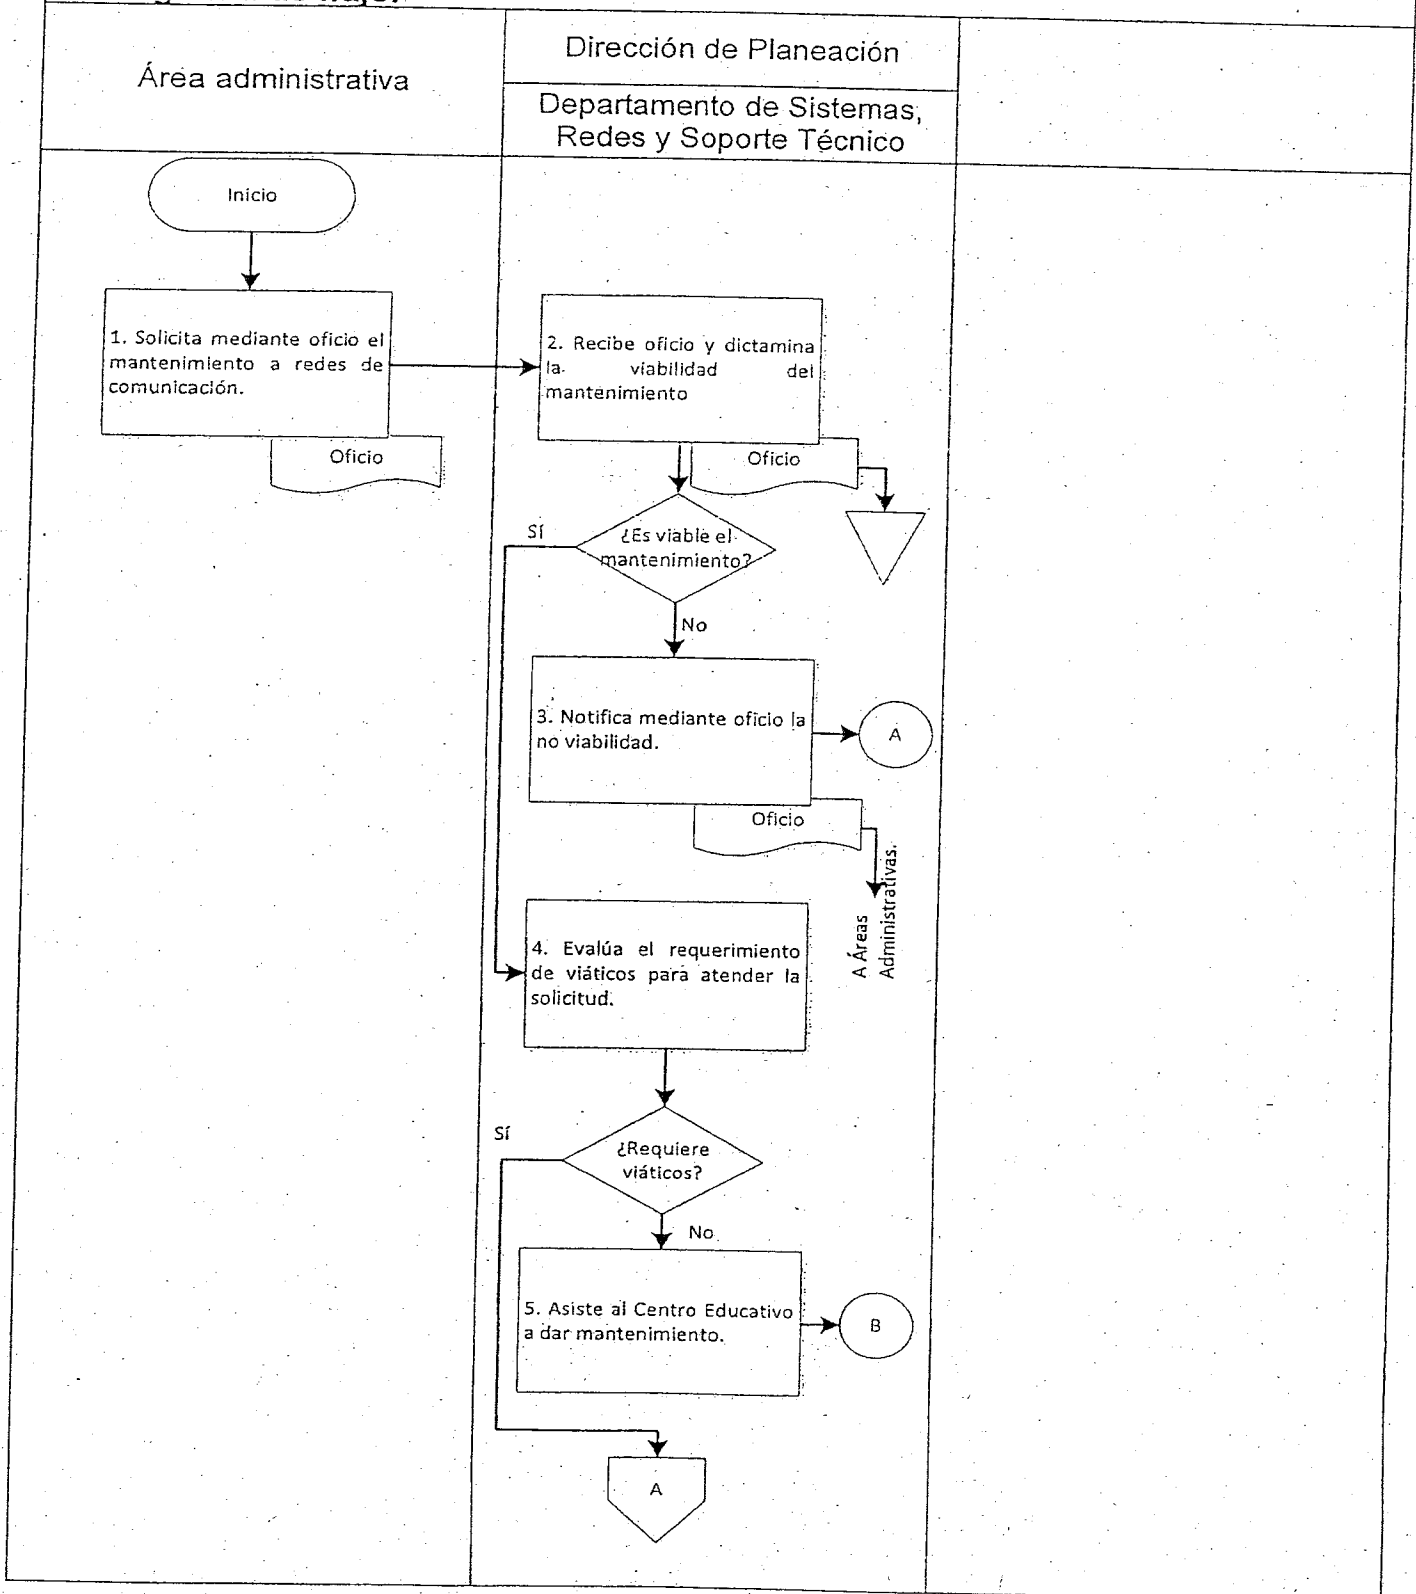 Área administrativa
Dirección de Planeación
Departamento de Sistemas,
Redes y Soporte Técnico
Inicio
1. Solicita mediante oficio el
mantenimiento a redes de
comunicación.
Oficio
2. Recibe oficio y dictamina
la viabilidad del
mantenimiento
Oficio
Sí
¿Es viable el
mantenimiento?
No
3. Notifica mediante oficio la
no viabilidad.
A
Oficio
A Áreas
Administrativas.
4. Evalúa el requerimiento
de viáticos para atender la
solicitud.
Sí
¿Requiere
viáticos?
No
5. Asiste al Centro Educativo
a dar mantenimiento.
B
A